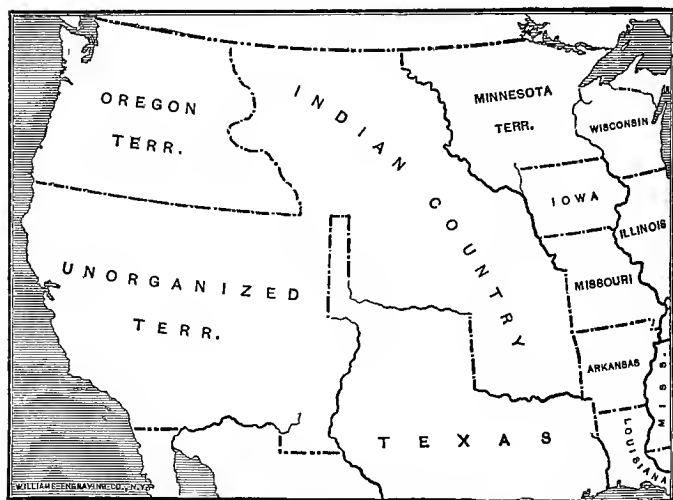 OREGON
TERR.
INDIAN COUNTRY
MINNESOTA
TERR.
WISCONSIN
IOWA
ILLINOIS
UNORGANIZED
TERR.
MISSOURI
ARKANSAS
MISS.
TEXAS
LOUISIANA
WILLIAMS ENGRAVING CO., N.Y.